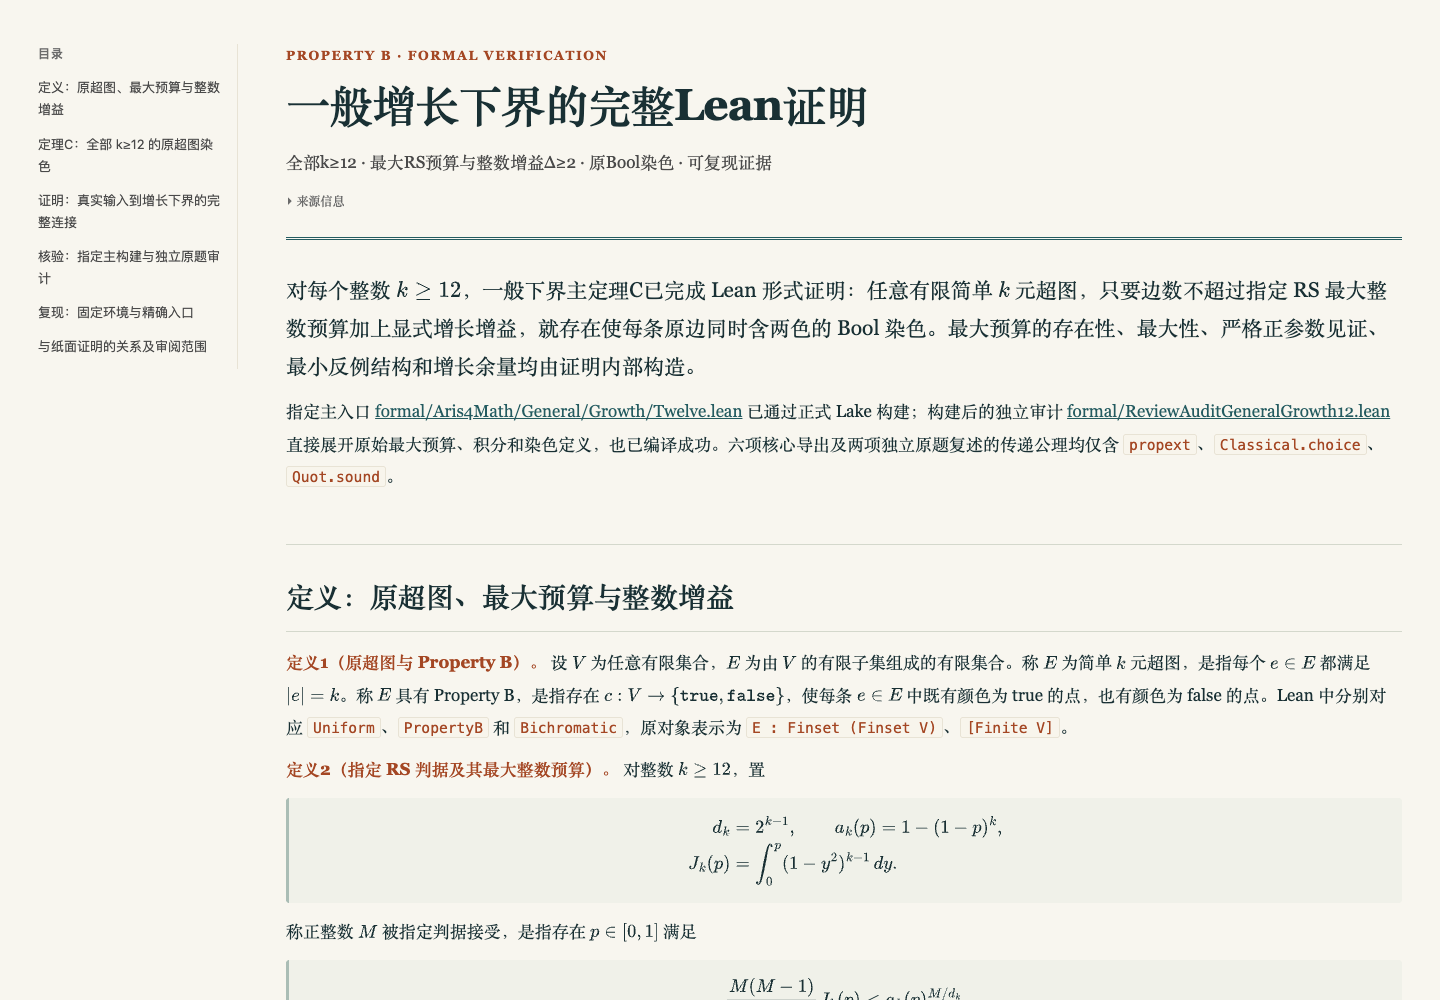 目录
定义：原超图、最大预算与整数
增益
定理C：全部 k≥12 的原超图染
色
证明：真实输入到增长下界的完
整连接
核验：指定主构建与独立原题审
计
复现：固定环境与精确入口
与纸面证明的关系及审阅范围
PROPERTY B · FORMAL VERIFICATION
一般增长下界的完整Lean证明
全部k≥12 · 最大RS预算与整数增益Δ≥2 · 原Bool染色 · 可复现证据
来源信息
对每个整数 k ≥ 12，一般下界主定理C已完成 Lean 形式证明：任意有限简单 k 元超图，只要边数不超过指定 RS 最大整
数预算加上显式增长增益，就存在使每条原边同时含两色的 Bool 染色。最大预算的存在性、最大性、严格正参数见证、
最小反例结构和增长余量均由证明内部构造。
指定主入口 formal/Aris4Math/General/Growth/Twelve.lean 已通过正式 Lake 构建；构建后的独立审计 formal/ReviewAuditGeneralGrowth12.lean
直接展开原始最大预算、积分和染色定义，也已编译成功。六项核心导出及两项独立原题复述的传递公理均仅含 propext、Classical.choice、
Quot.sound。
定义：原超图、最大预算与整数增益
定义1（原超图与 Property B）。 设 V 为任意有限集合，E 为由 V 的有限子集组成的有限集合。称 E 为简单 k 元超图，是指每个 e ∈ E 都满足
|e| = k。称 E 具有 Property B，是指存在 c : V → {true, false}，使每条 e ∈ E 中既有颜色为 true 的点，也有颜色为 false 的点。Lean 中分别对
应 Uniform、PropertyB 和 Bichromatic，原对象表示为 E : Finset (Finset V)、[Finite V]。
定义2（指定 RS 判据及其最大整数预算）。 对整数 k ≥ 12，置
d_k = 2^{k−1}, a_k(p) = 1 − (1 − p)^k,
J_k(p) = ∫_0^p (1 − y^2)^{k−1} dy.
称正整数 M 被指定判据接受，是指存在 p ∈ [0, 1] 满足
M(M − 1) J_k(p) ≤ a_k(p)^{M/d_k}